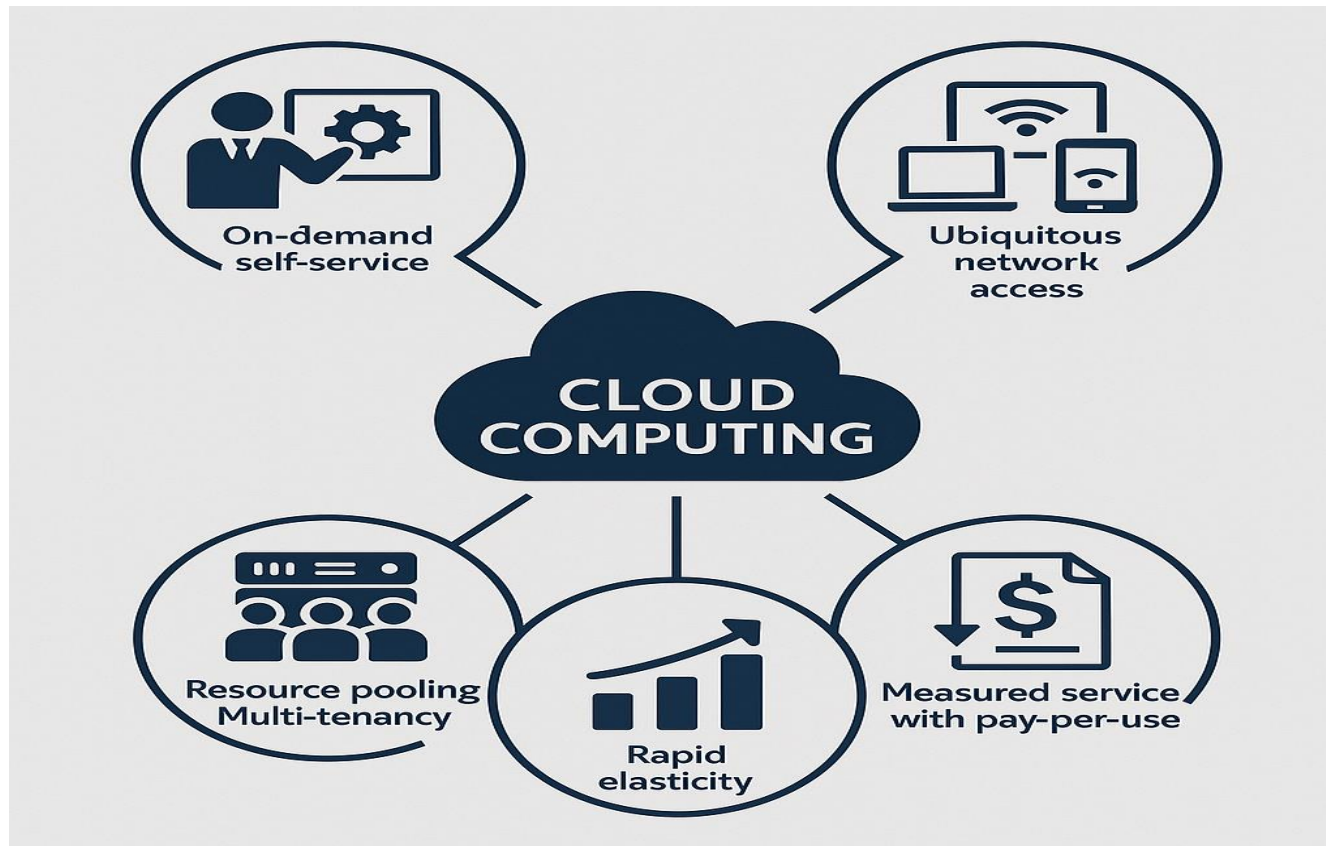 On-demand
self-service
Ubiquitous
network
access
CLOUD
COMPUTING
Resource pooling
Multi-tenancy
Rapid
elasticity
Measured service
with pay-per-use
$